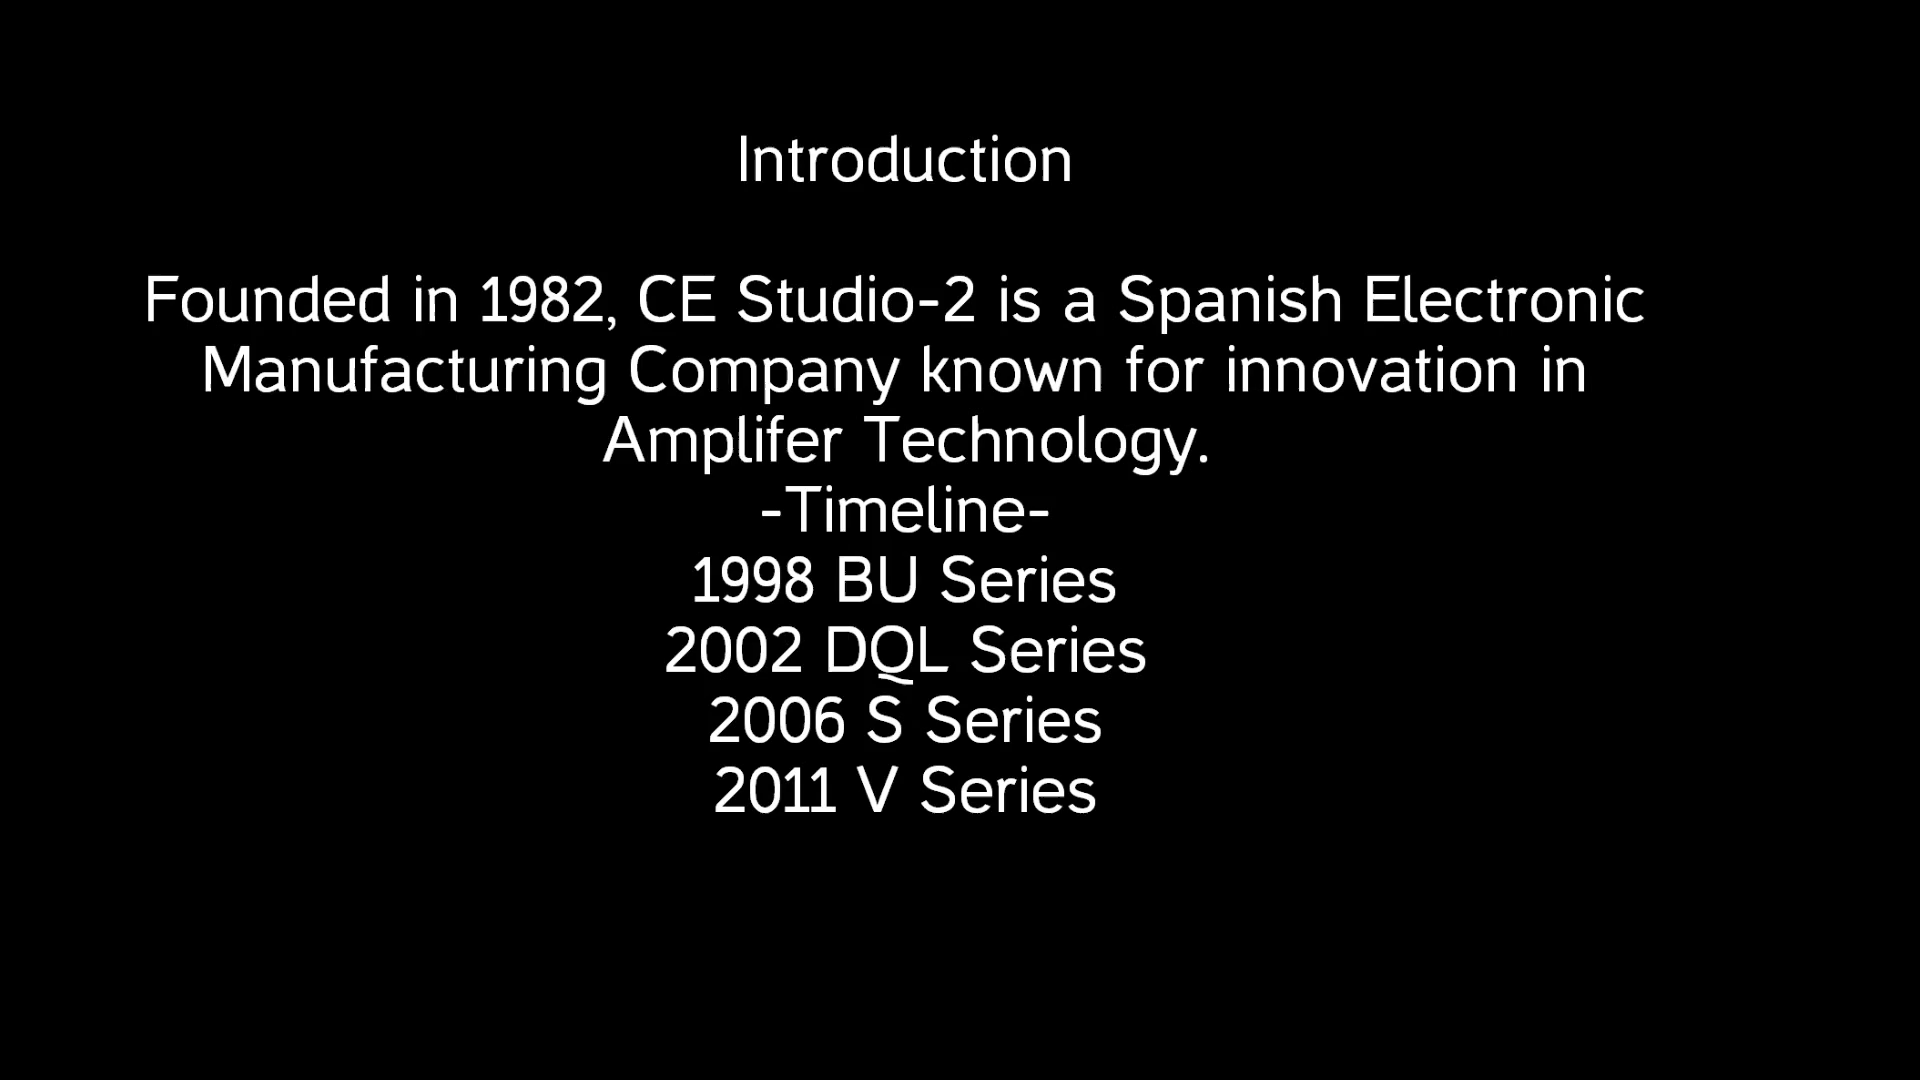 Introduction
Founded in 1982, CE Studio-2 is a Spanish Electronic
Manufacturing Company known for innovation in
Amplifer Technology.
-Timeline-
1998 BU Series
2002 DQL Series
2006 S Series
2011 V Series